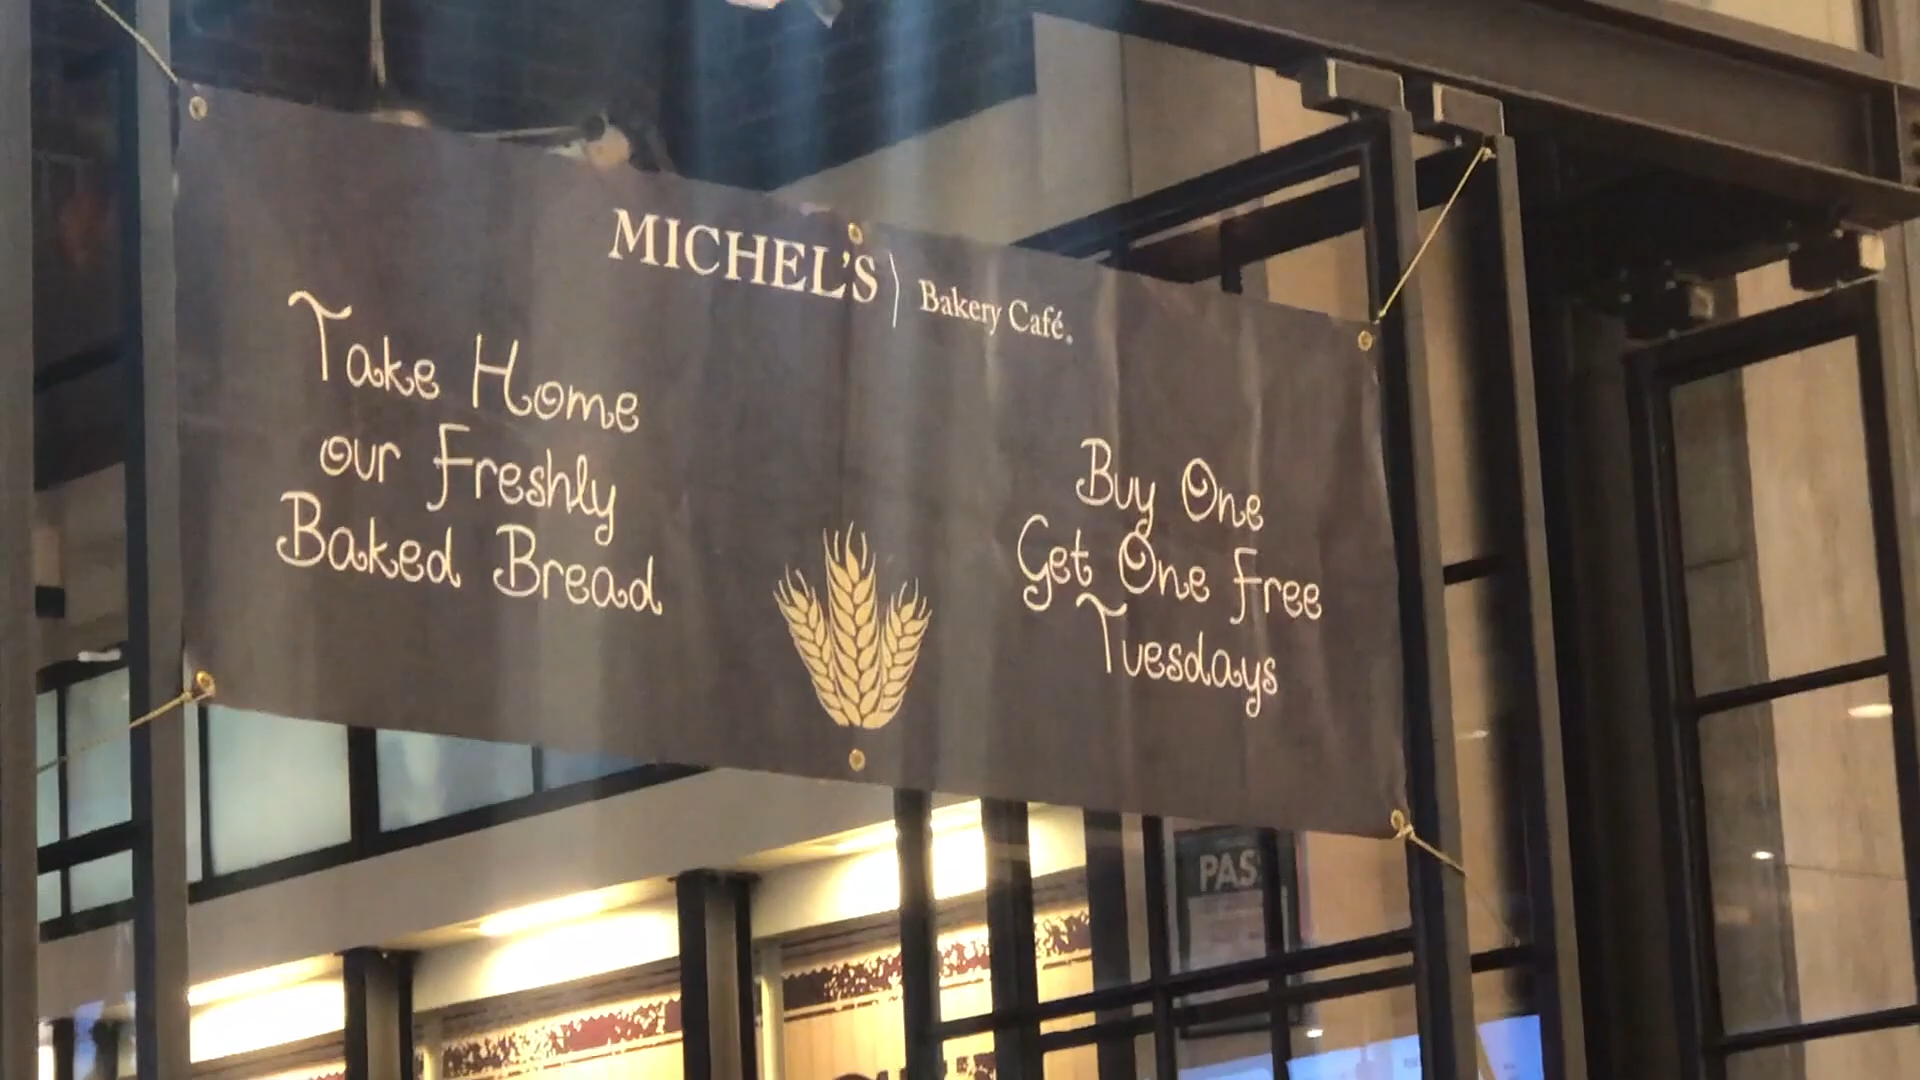 MICHEL'S Bakery Café.
Take Home
our Freshly
Baked Bread
Buy One
Get One Free
Tuesdays
PAS